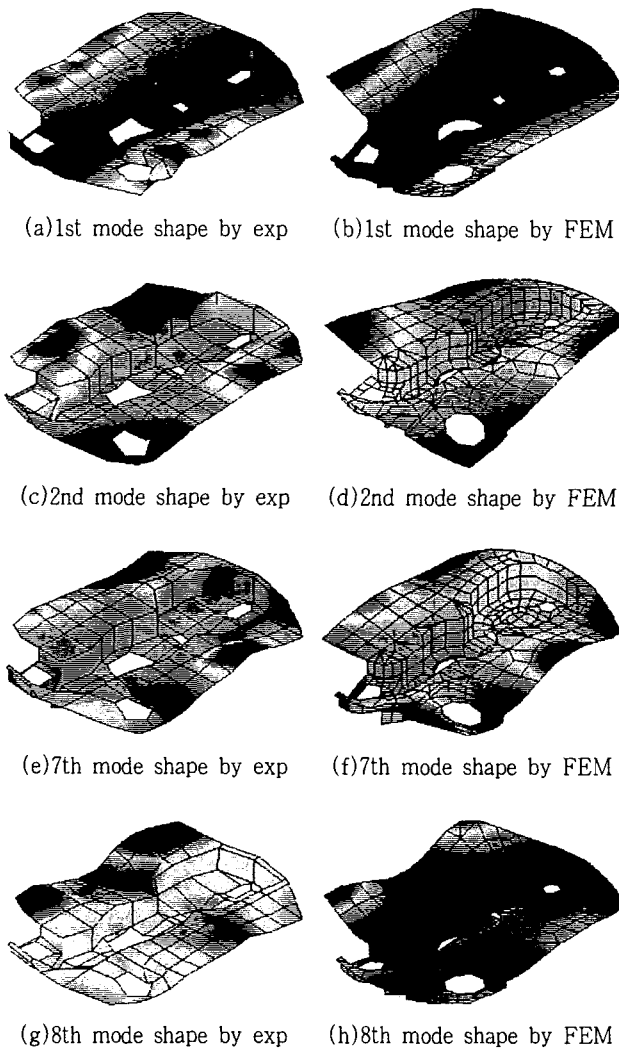 (a)1st mode shape by exp (b)1st mode shape by FEM
(c)2nd mode shape by exp (d)2nd mode shape by FEM
(e)7th mode shape by exp (f)7th mode shape by FEM
(g)8th mode shape by exp (h)8th mode shape by FEM